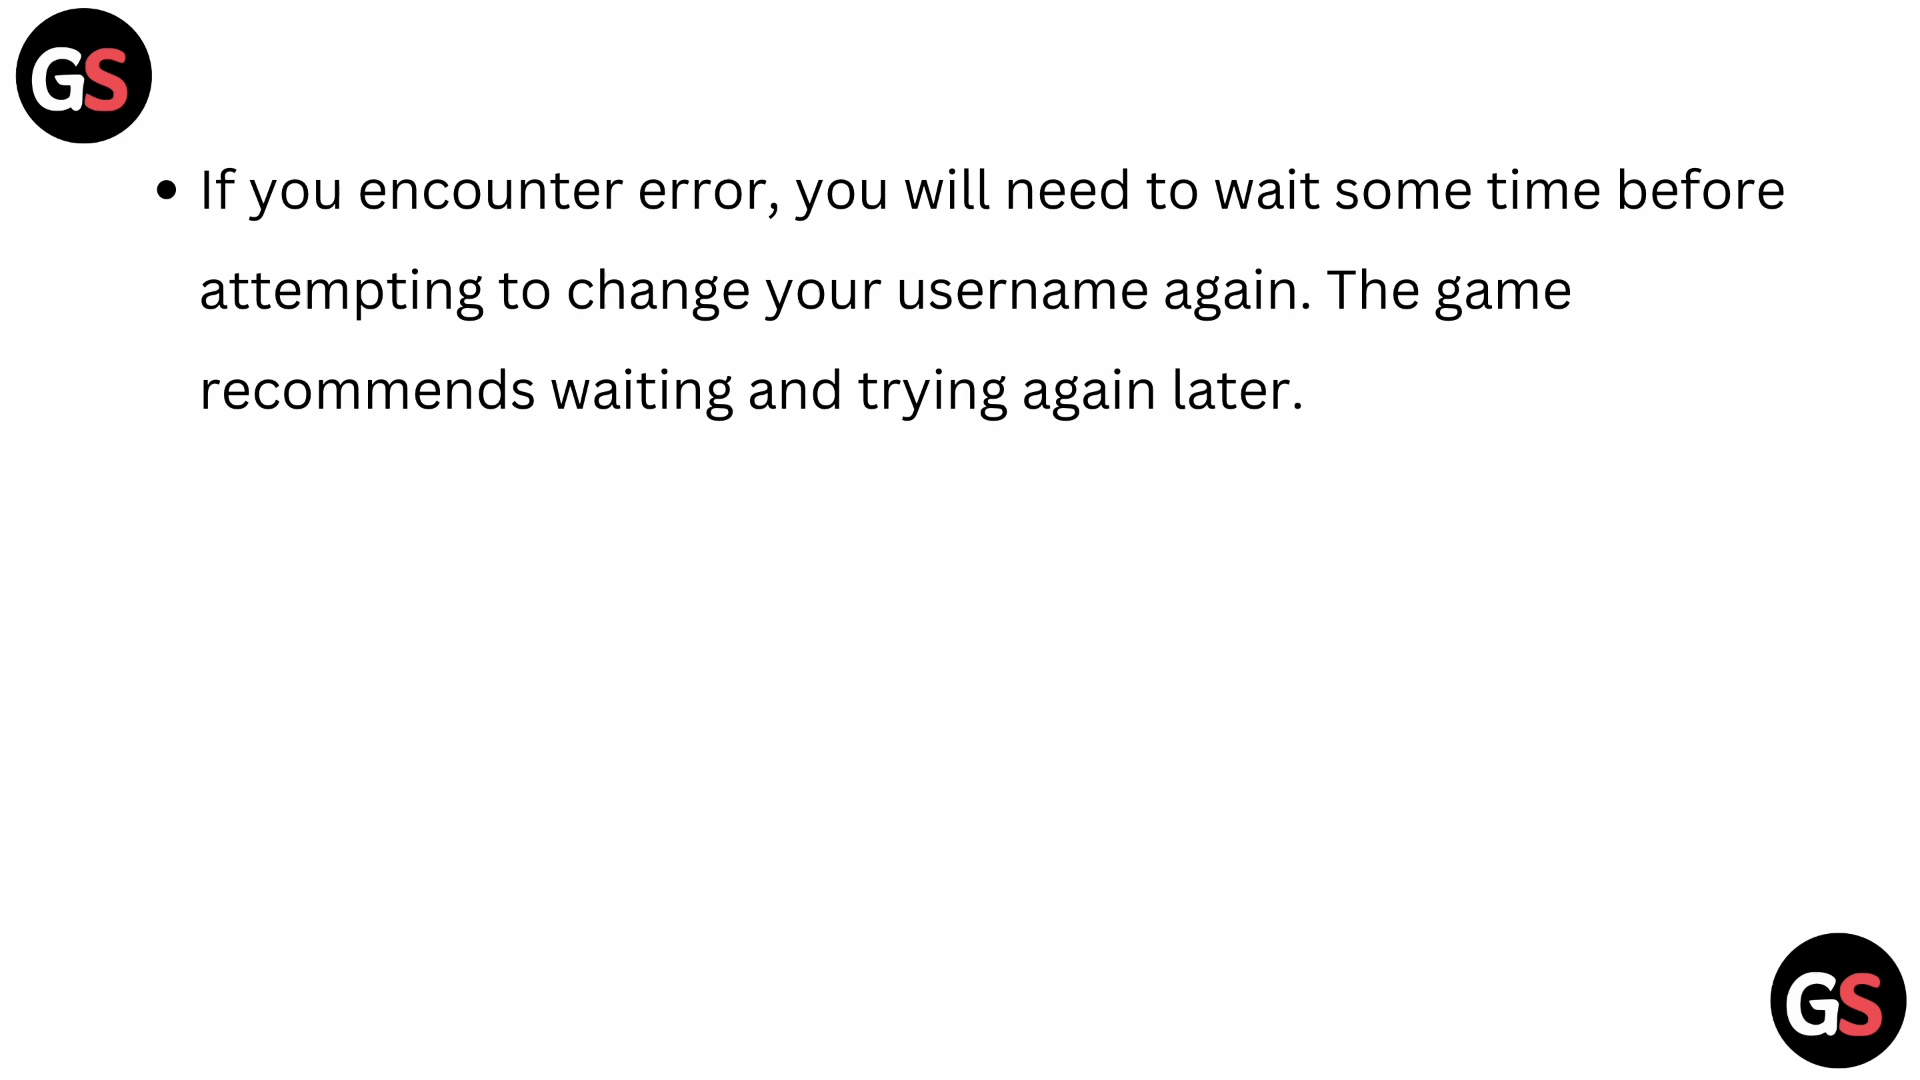 GS
• If you encounter error, you will need to wait some time before
attempting to change your username again. The game
recommends waiting and trying again later.
GS